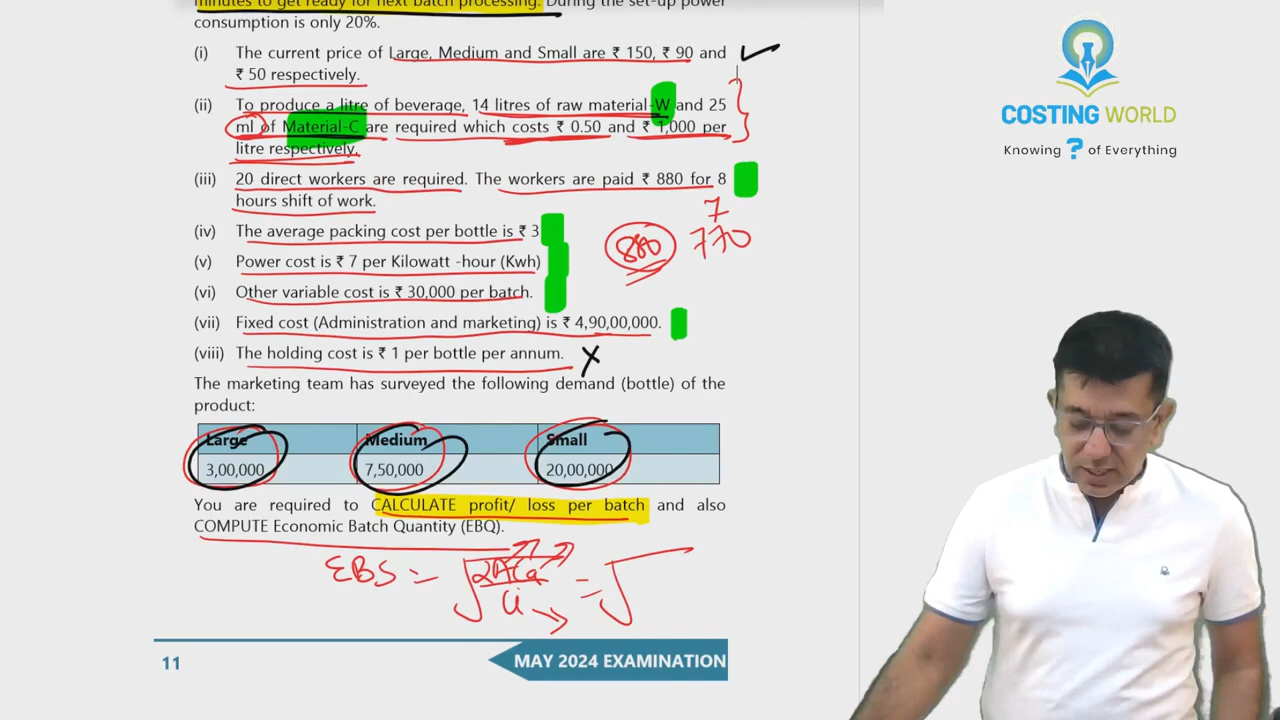 minutes to get ready for next batch processing. During the set-up power
consumption is only 20%.
(i) The current price of Large, Medium and Small are ₹ 150, ₹ 90 and
₹ 50 respectively.
(ii) To produce a litre of beverage, 14 litres of raw material-W and 25
ml of Material-C are required which costs ₹ 0.50 and ₹ 1,000 per
litre respectively.
(iii) 20 direct workers are required. The workers are paid ₹ 880 for 8
hours shift of work.
7
880 770
(iv) The average packing cost per bottle is ₹ 3
(v) Power cost is ₹ 7 per Kilowatt -hour (Kwh)
(vi) Other variable cost is ₹ 30,000 per batch.
(vii) Fixed cost (Administration and marketing) is ₹ 4,90,00,000.
(viii) The holding cost is ₹ 1 per bottle per annum.
The marketing team has surveyed the following demand (bottle) of the
product:
Large Medium Small
3,00,000 7,50,000 20,00,000
You are required to CALCULATE profit/ loss per batch and also
COMPUTE Economic Batch Quantity (EBQ).
EBS = √
11
MAY 2024 EXAMINATION
COSTING WORLD
Knowing ? of Everything